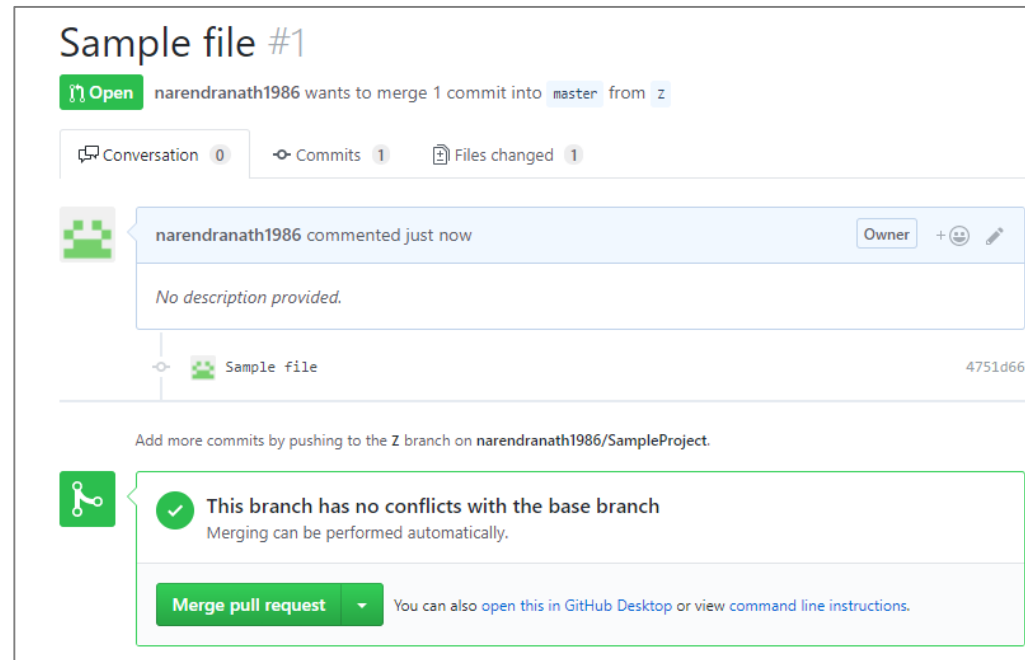 Sample file #1
Open narendranath1986 wants to merge 1 commit into master from Z
Conversation 0 Commits 1 Files changed 1
narendranath1986 commented just now Owner +
No description provided.
Sample file 4751d66
Add more commits by pushing to the Z branch on narendranath1986/SampleProject.
This branch has no conflicts with the base branch
Merging can be performed automatically.
Merge pull request You can also open this in GitHub Desktop or view command line instructions.